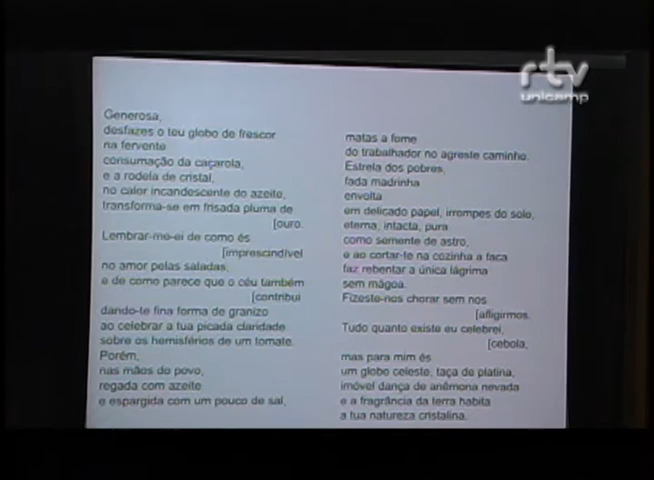 rtv
unicamp
Generosa,
desfazes o teu globo de frescor
na fervente
consumação da caçarola,
e a rodela de cristal,
no calor incandescente do azeite,
transforma-se em frisada pluma de
[ouro.
Lembrar-me-ei de como és
[imprescindível
no amor pelas saladas,
e de como parece que o céu também
[contribui
dando-te fina forma de granizo
ao celebrar a tua picada claridade
sobre os hemisférios de um tomate.
Porém,
nas mãos do povo,
regada com azeite
e espargida com um pouco de sal,
matas a fome
do trabalhador no agreste caminho.
Estrela dos pobres,
fada madrinha
envolta
em delicado papel, irrompes do solo,
eterna, intacta, pura
como semente de astro,
e ao cortar-te na cozinha a faca
faz rebentar a única lágrima
sem mágoa.
Fizeste-nos chorar sem nos
[afligirmos.
Tudo quanto existe eu celebrei,
[cebola,
mas para mim és
um globo celeste, taça de platina,
imóvel dança de anêmona nevada
e a fragrância da terra habita
a tua natureza cristalina.